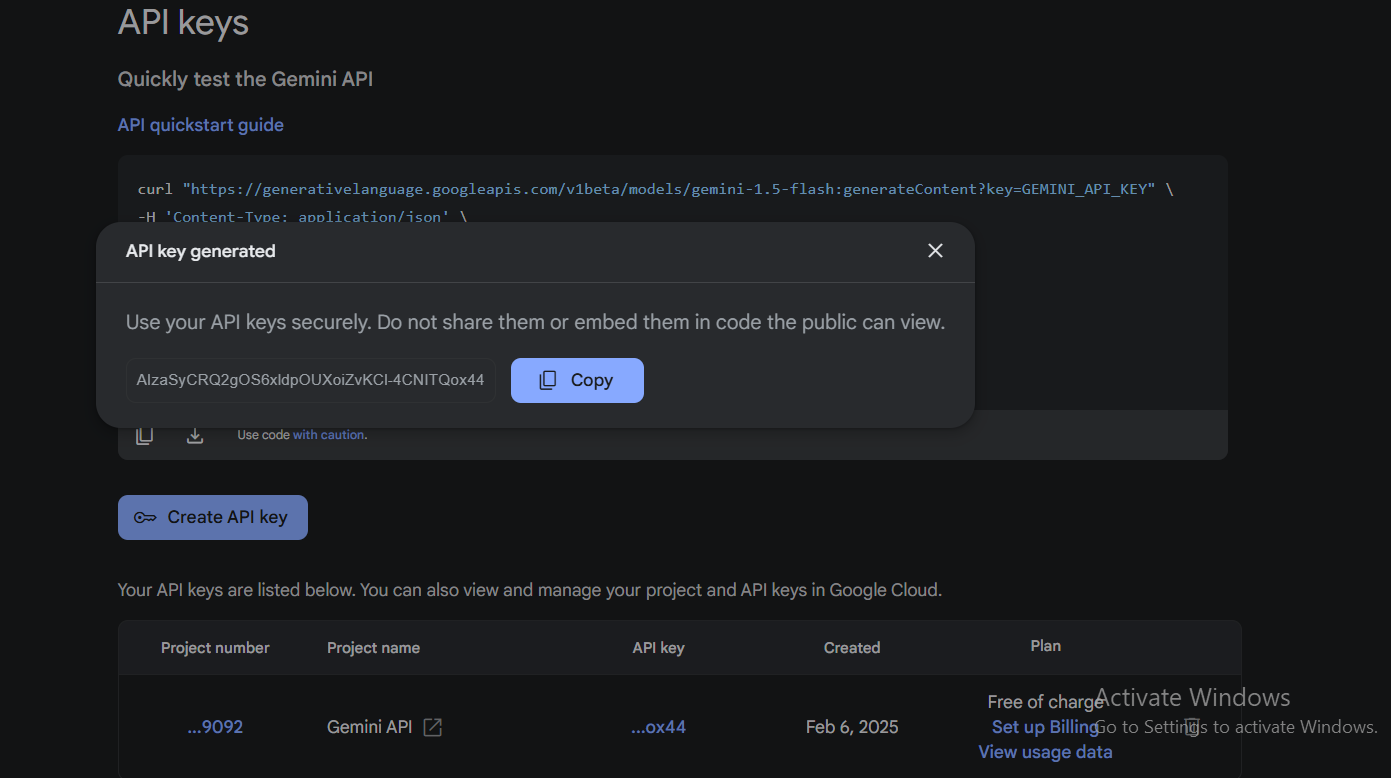 API keys
Quickly test the Gemini API
API quickstart guide
curl "https://generativelanguage.googleapis.com/v1beta/models/gemini-1.5-flash:generateContent?key=GEMINI_API_KEY" \
-H 'Content-Type: application/json' \
API key generated
Use your API keys securely. Do not share them or embed them in code the public can view.
Copy
Use code with caution.
Create API key
Your API keys are listed below. You can also view and manage your project and API keys in Google Cloud.
Project number Project name API key Created Plan
...9092 Gemini API ...ox44 Feb 6, 2025 Free of charge
Set up Billing
View usage data
Activate Windows
Go to Settings to activate Windows.